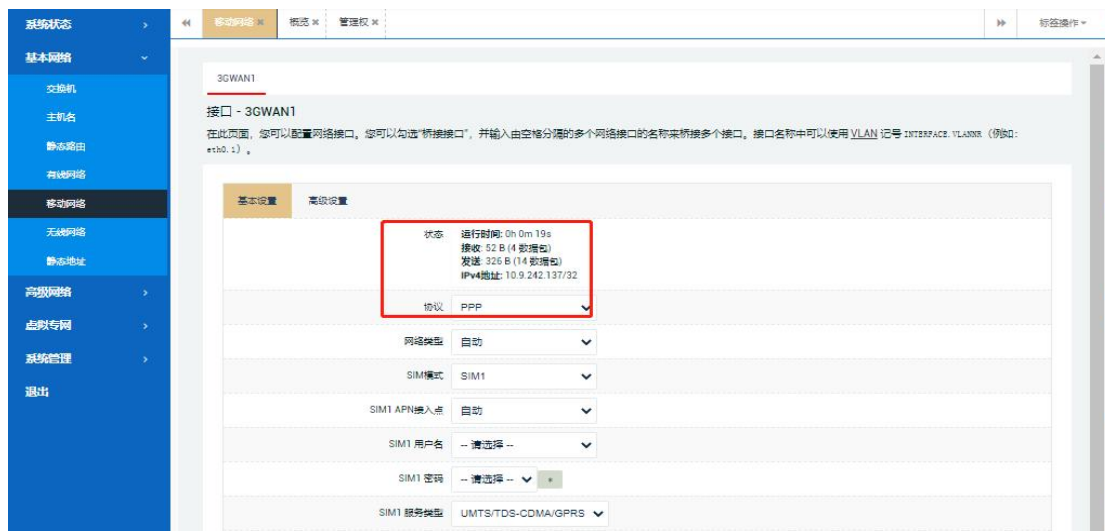 系统状态
基本网络
交换机
主机名
静态路由
有线网络
移动网络
无线网络
静态地址
高级网络
虚拟专网
系统管理
退出
移动网络 概览 管理权 标签操作
3GWAN1
接口 - 3GWAN1
在此页面，您可以配置网络接口。您可以勾选“桥接接口”，并输入由空格分隔的多个网络接口的名称来桥接多个接口。接口名称中可以使用 VLAN 记号 INTERFACE.VLANNR（例如：
eth0.1）。
基本设置 高级设置
状态 运行时间: 0h 0m 19s
接收: 52 B (4 数据包)
发送: 326 B (14 数据包)
IPv4地址: 10.9.242.137/32
协议 PPP
网络类型 自动
SIM模式 SIM1
SIM1 APN接入点 自动
SIM1 用户名 -- 请选择 --
SIM1 密码 -- 请选择 -- *
SIM1 服务类型 UMTS/TDS-CDMA/GPRS